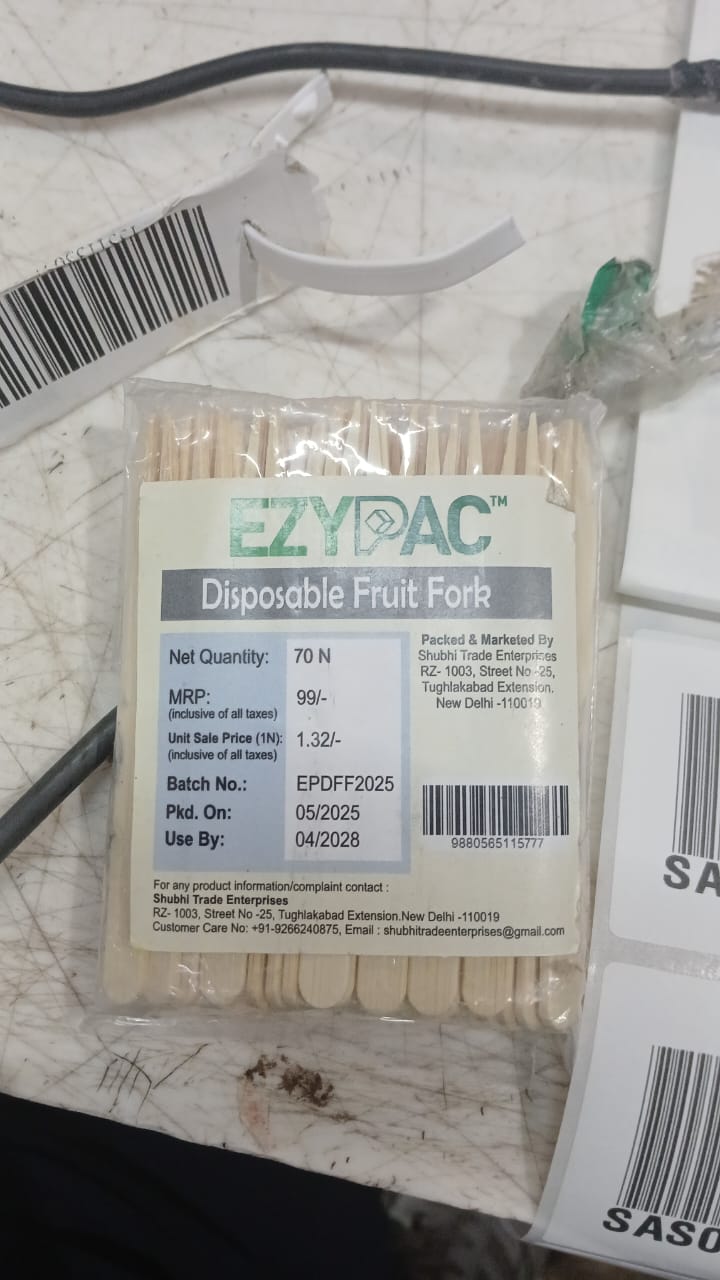 EZYPAC™
Disposable Fruit Fork
Net Quantity: 70 N
MRP: 99/-
(inclusive of all taxes)
Unit Sale Price (1N): 1.32/-
(inclusive of all taxes)
Batch No.: EPDFF2025
Pkd. On: 05/2025
Use By: 04/2028
Packed & Marketed By
Shubhi Trade Enterprises
RZ- 1003, Street No -25,
Tughlakabad Extension.
New Delhi -110019
9880565115777
For any product information/complaint contact :
Shubhi Trade Enterprises
RZ- 1003, Street No -25, Tughlakabad Extension.New Delhi -110019
Customer Care No: +91-9266240875, Email : shubhitradeenterprises@gmail.com
SA
SAS0